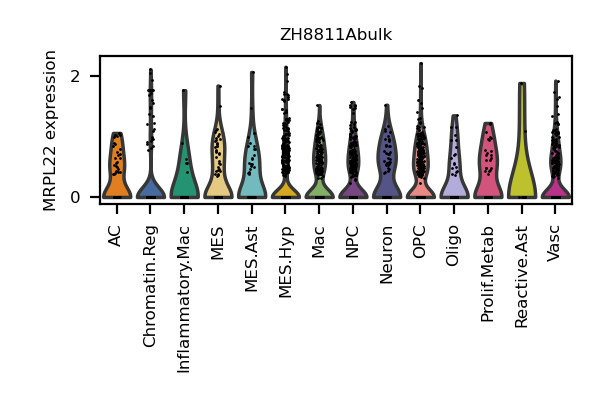 ZH8811Abulk
MRPL22 expression
2
0
AC
Chromatin.Reg
Inflammatory.Mac
MES
MES.Ast
MES.Hyp
Mac
NPC
Neuron
OPC
Oligo
Prolif.Metab
Reactive.Ast
Vasc